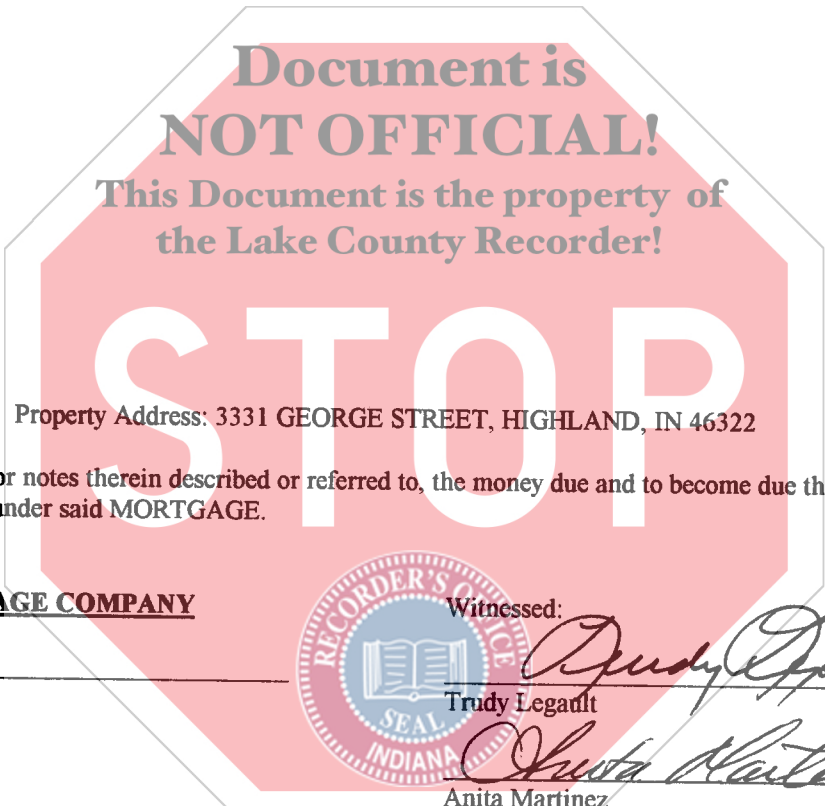 Document is
NOT OFFICIAL!
This Document is the property of
the Lake County Recorder!
STOP
Property Address: 3331 GEORGE STREET, HIGHLAND, IN 46322
or notes therein described or referred to, the money due and to become due th
nder said MORTGAGE.
AGE COMPANY
RECORDER'S OFFICE
SEAL
INDIANA
Witnessed:
Trudy Legault
Anita Martinez